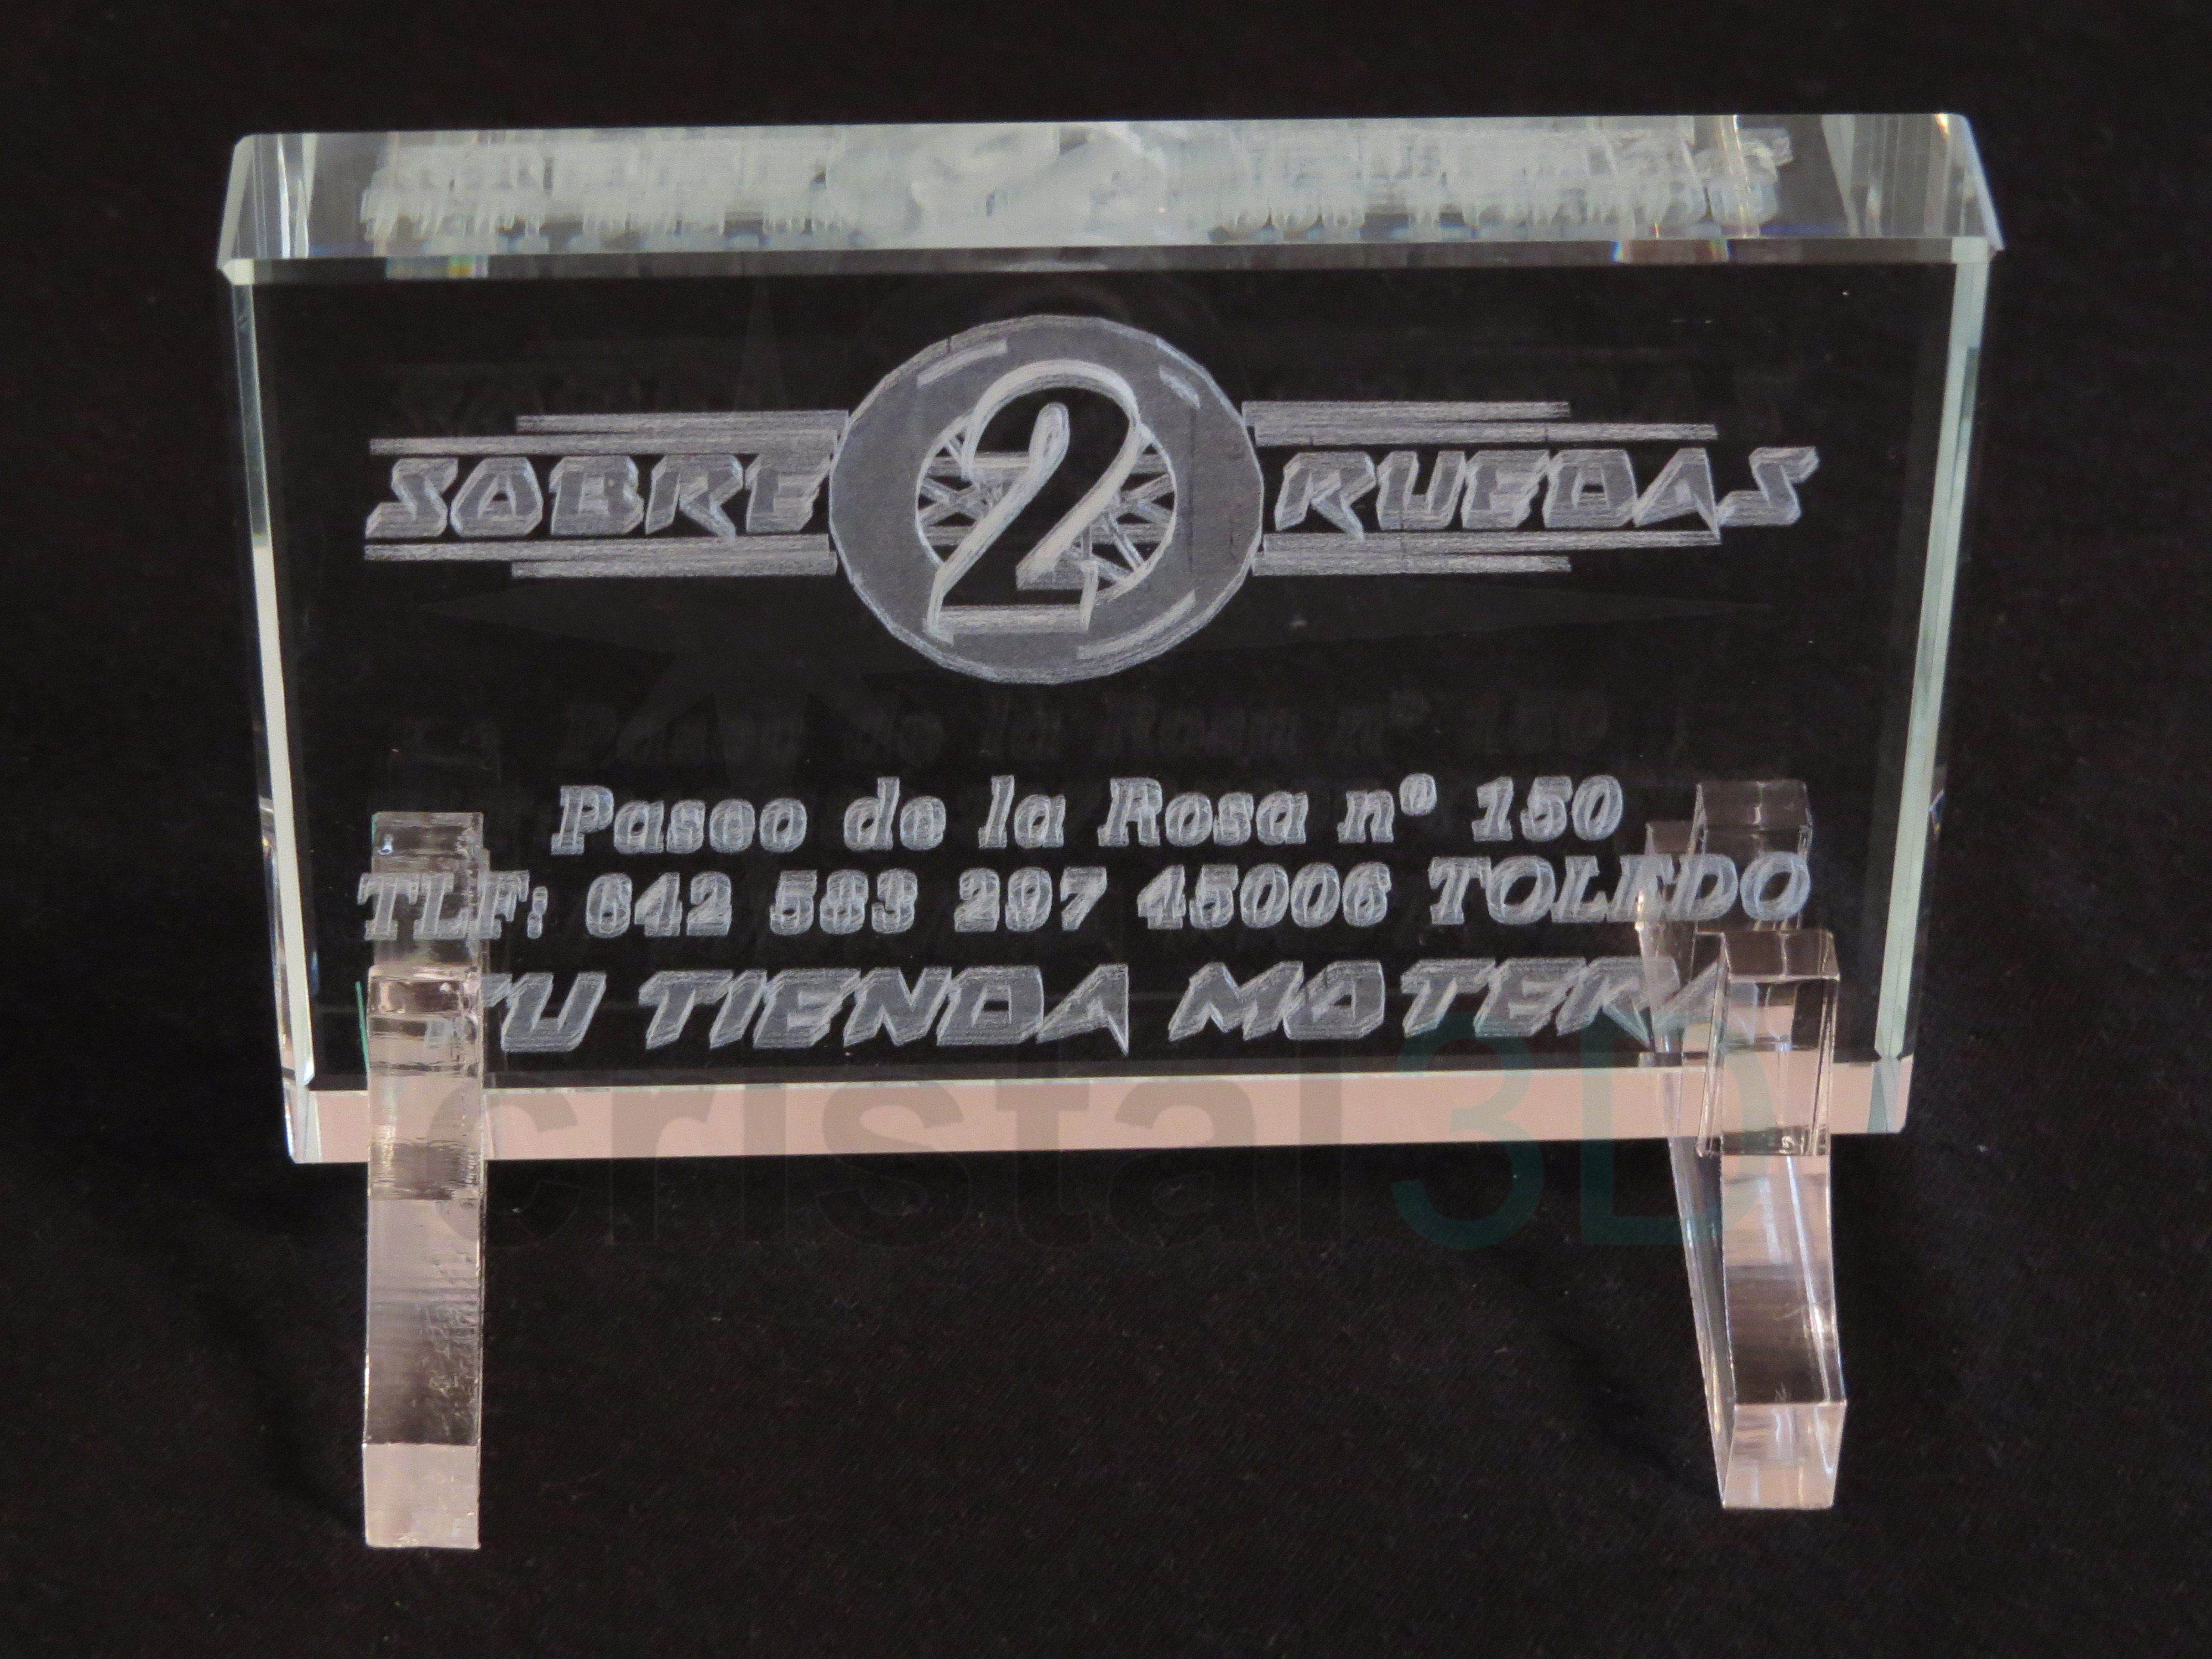 SOBRE 2 RUEDAS
Paseo de la Rosa nº 150
TLF: 642 583 297 45006 TOLEDO
TU TIENDA MOTERA
cristal3D